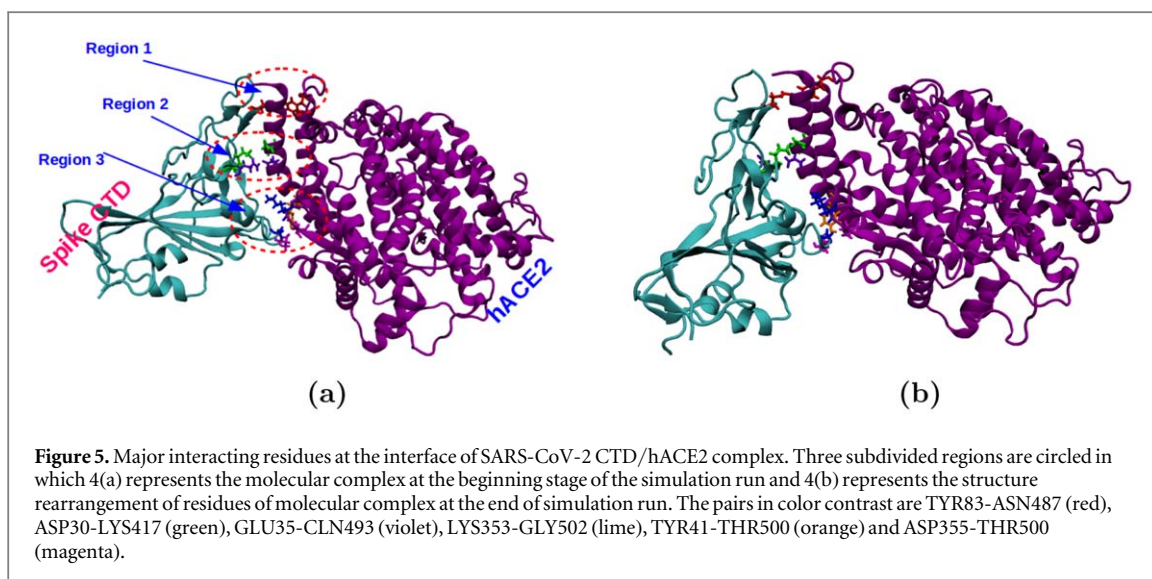 Region 1
Region 2
Region 3
Spike CTD
hACE2
(a)
(b)
Figure 5. Major interacting residues at the interface of SARS-CoV-2 CTD/hACE2 complex. Three subdivided regions are circled in
which 4(a) represents the molecular complex at the beginning stage of the simulation run and 4(b) represents the structure
rearrangement of residues of molecular complex at the end of simulation run. The pairs in color contrast are TYR83-ASN487 (red),
ASP30-LYS417 (green), GLU35-CLN493 (violet), LYS353-GLY502 (lime), TYR41-THR500 (orange) and ASP355-THR500
(magenta).